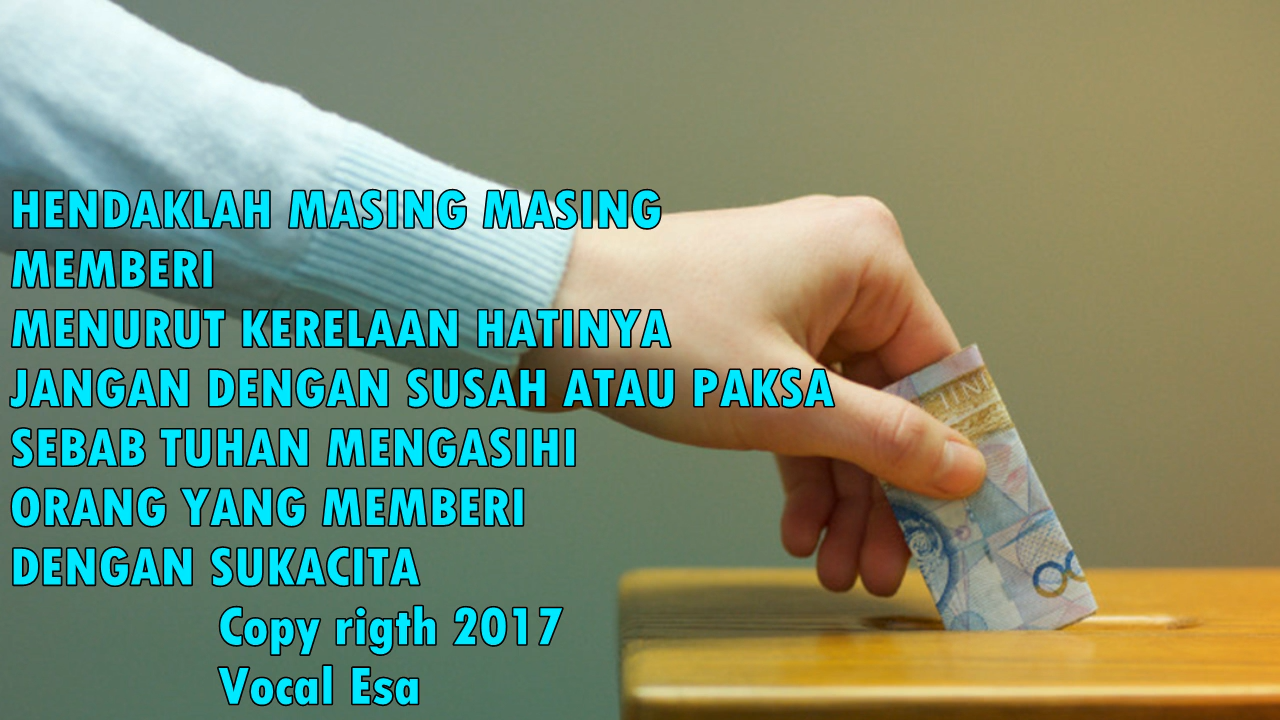 HENDAKLAH MASING MASING
MEMBERI
MENURUT KERELAAN HATINYA
JANGAN DENGAN SUSAH ATAU PAKSA
SEBAB TUHAN MENGASIHI
ORANG YANG MEMBERI
DENGAN SUKACITA
Copy rigth 2017
Vocal Esa